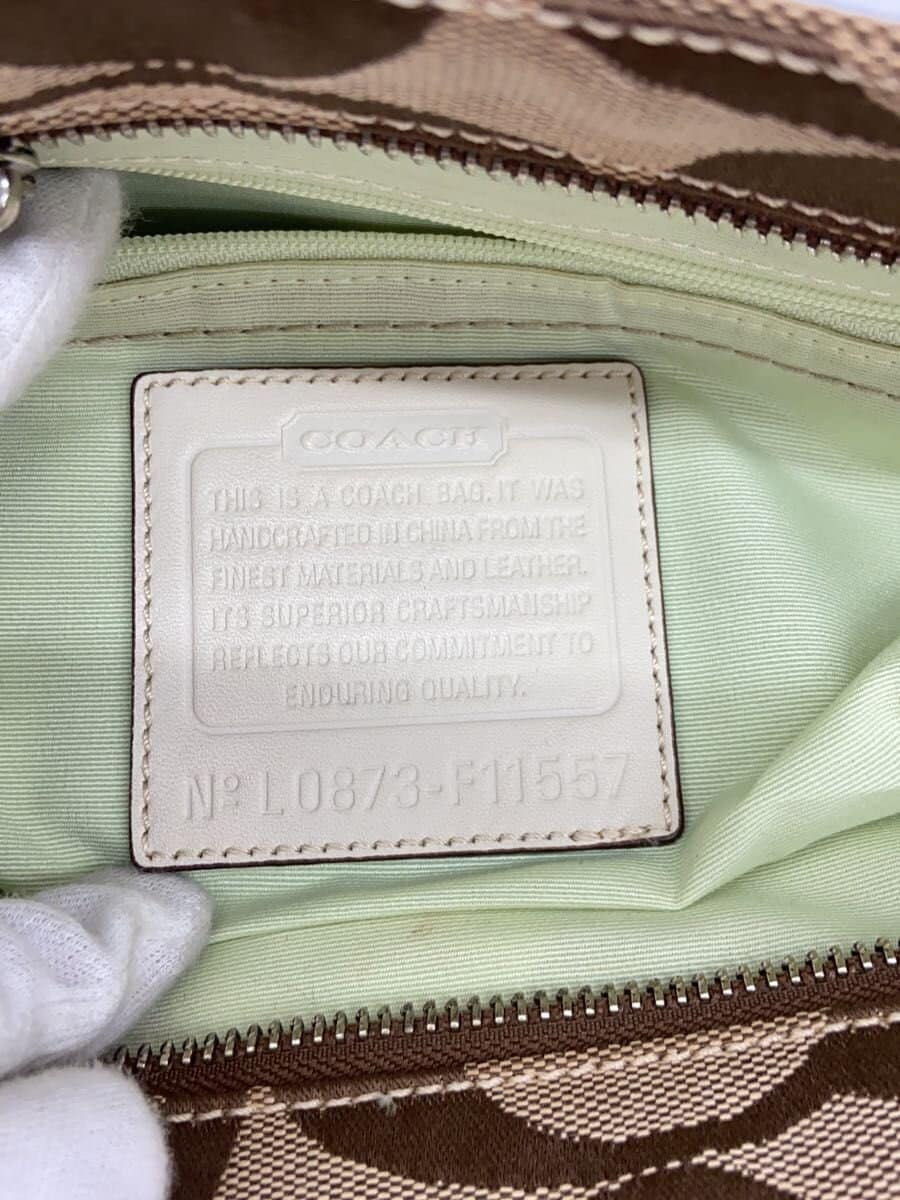 COACH
THIS IS A COACH BAG. IT WAS
HANDCRAFTED IN CHINA FROM THE
FINEST MATERIALS AND LEATHER.
IT'S SUPERIOR CRAFTSMANSHIP
REFLECTS OUR COMMITMENT TO
ENDURING QUALITY.
Nº L0873-F11557